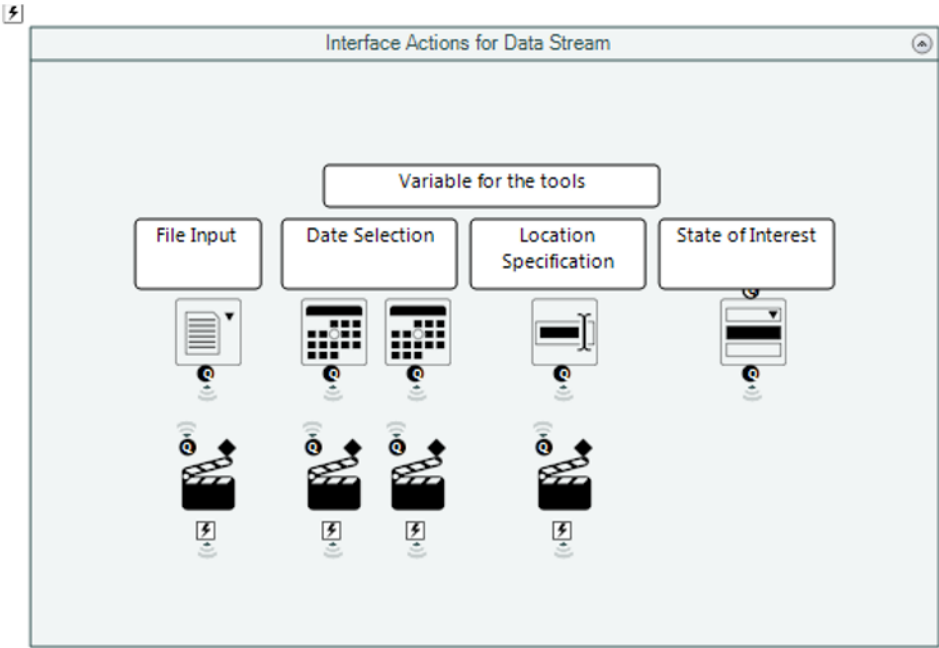 Interface Actions for Data Stream
Variable for the tools
File Input
Date Selection
Location
Specification
State of Interest
Q
Q
Q
Q
Q
Q
Q
Q
Q